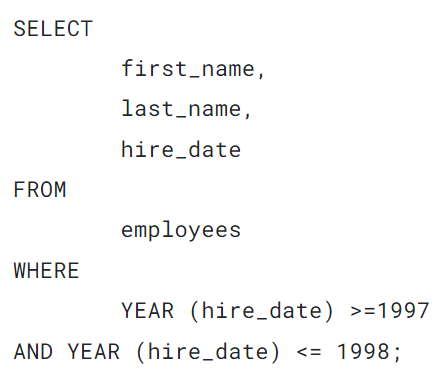 SELECT
first_name,
last_name,
hire_date
FROM
employees
WHERE
YEAR (hire_date) >=1997
AND YEAR (hire_date) <= 1998;